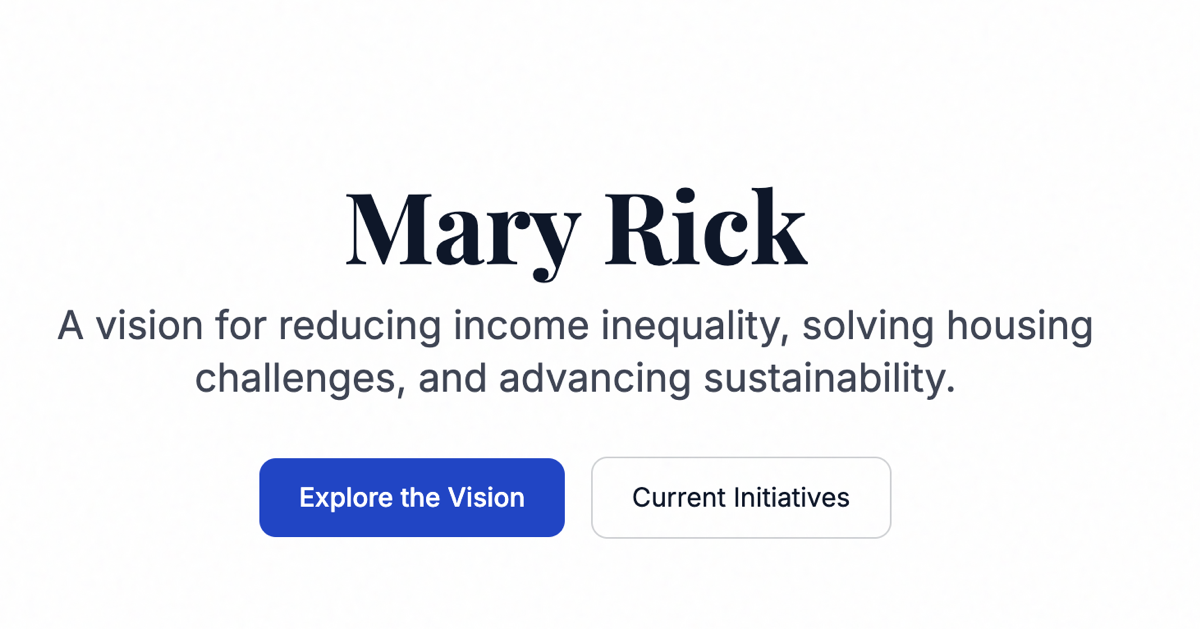 Mary Rick
A vision for reducing income inequality, solving housing
challenges, and advancing sustainability.
Explore the Vision
Current Initiatives